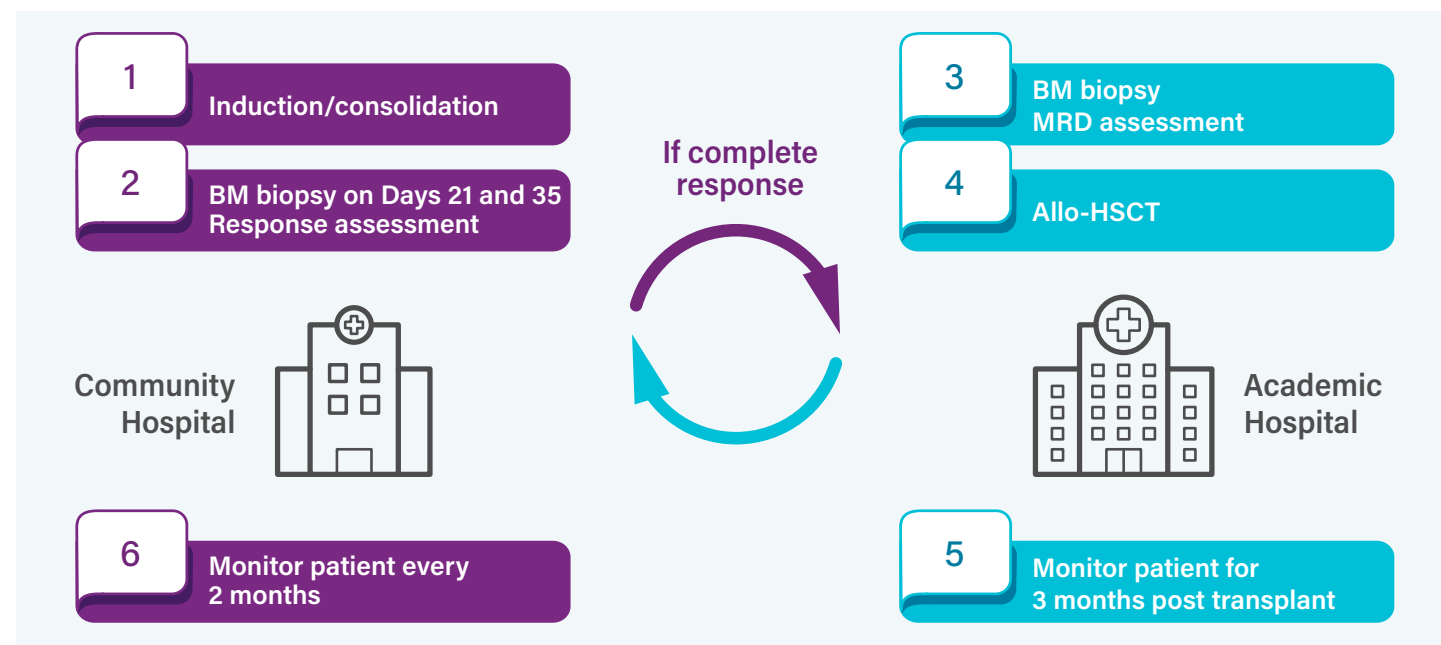 1
Induction/consolidation
2
BM biopsy on Days 21 and 35
Response assessment
If complete
response
3
BM biopsy
MRD assessment
4
Allo-HSCT
Community
Hospital
Academic
Hospital
6
Monitor patient every
2 months
5
Monitor patient for
3 months post transplant